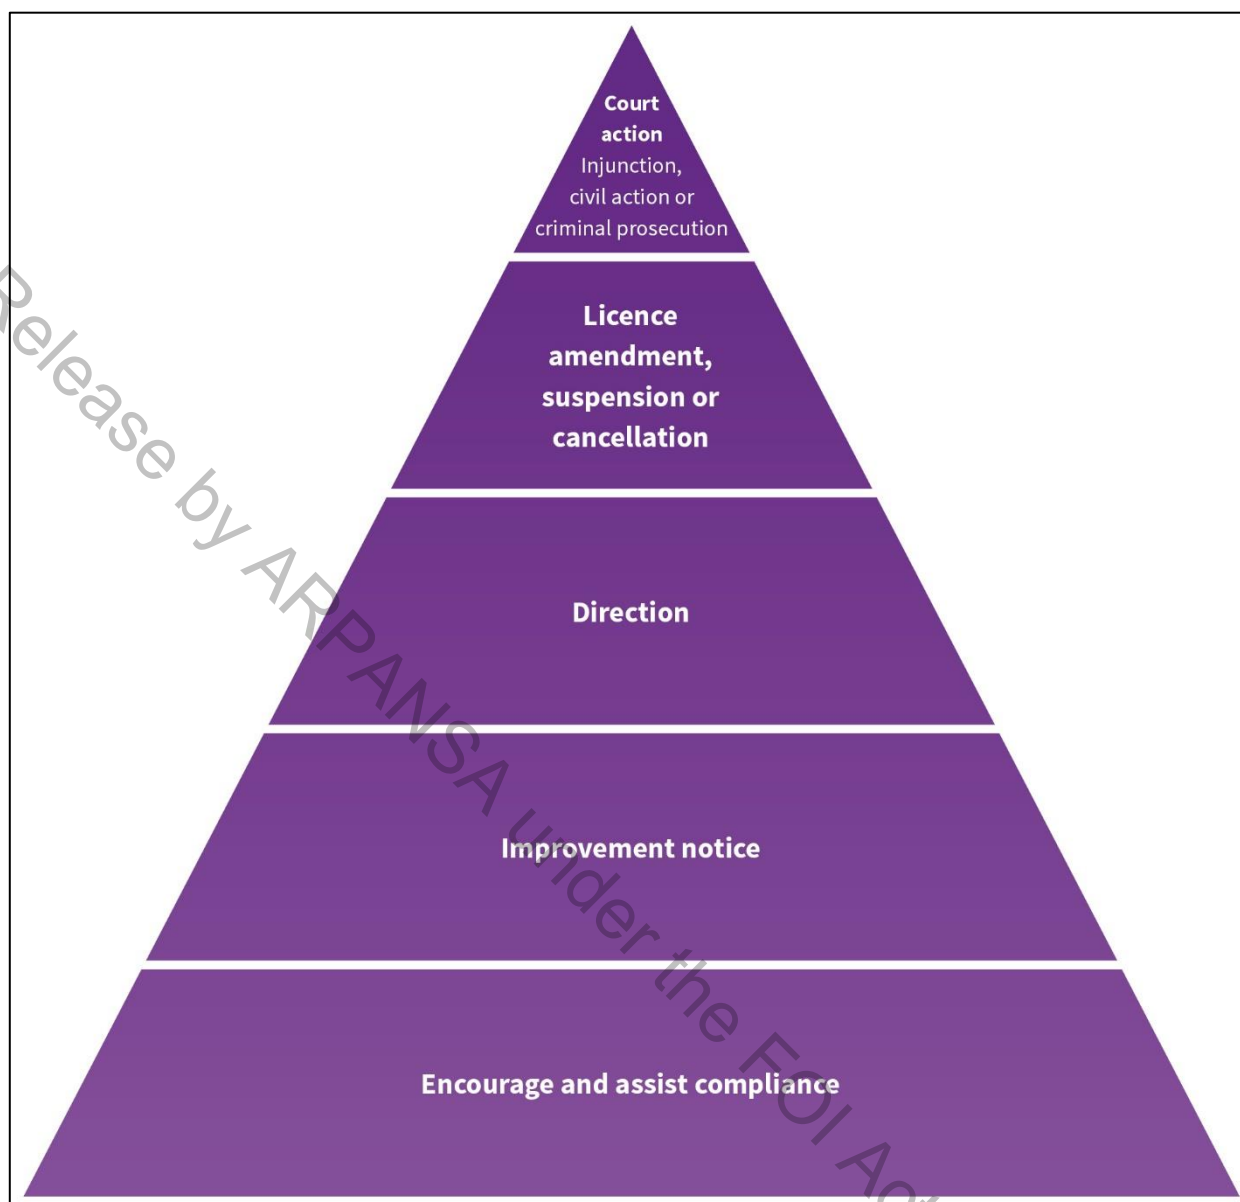 Court
action
Injunction,
civil action or
criminal prosecution
Licence
amendment,
suspension or
cancellation
Direction
Improvement notice
Encourage and assist compliance
Release by ARPANSA under the FOI Act